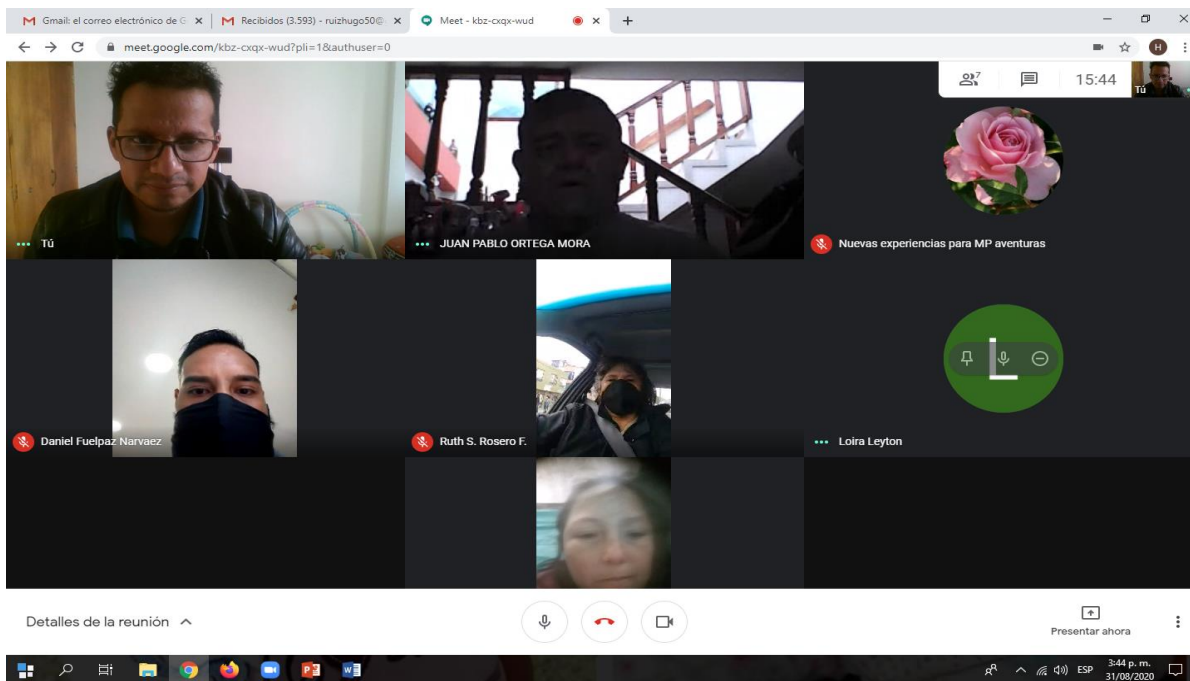 Gmail: el correo electrónico de G
Recibidos (3.593) - ruizhugo50@
Meet - kbz-cxqx-wud
meet.google.com/kbz-cxqx-wud?pli=1&authuser=0
H
7
15:44
Tú
Tú
JUAN PABLO ORTEGA MORA
Nuevas experiencias para MP aventuras
L
Daniel Fuelpaz Narvaez
Ruth S. Rosero F.
Loira Leyton
Detalles de la reunión
Presentar ahora
ESP
3:44 p. m.
31/08/2020